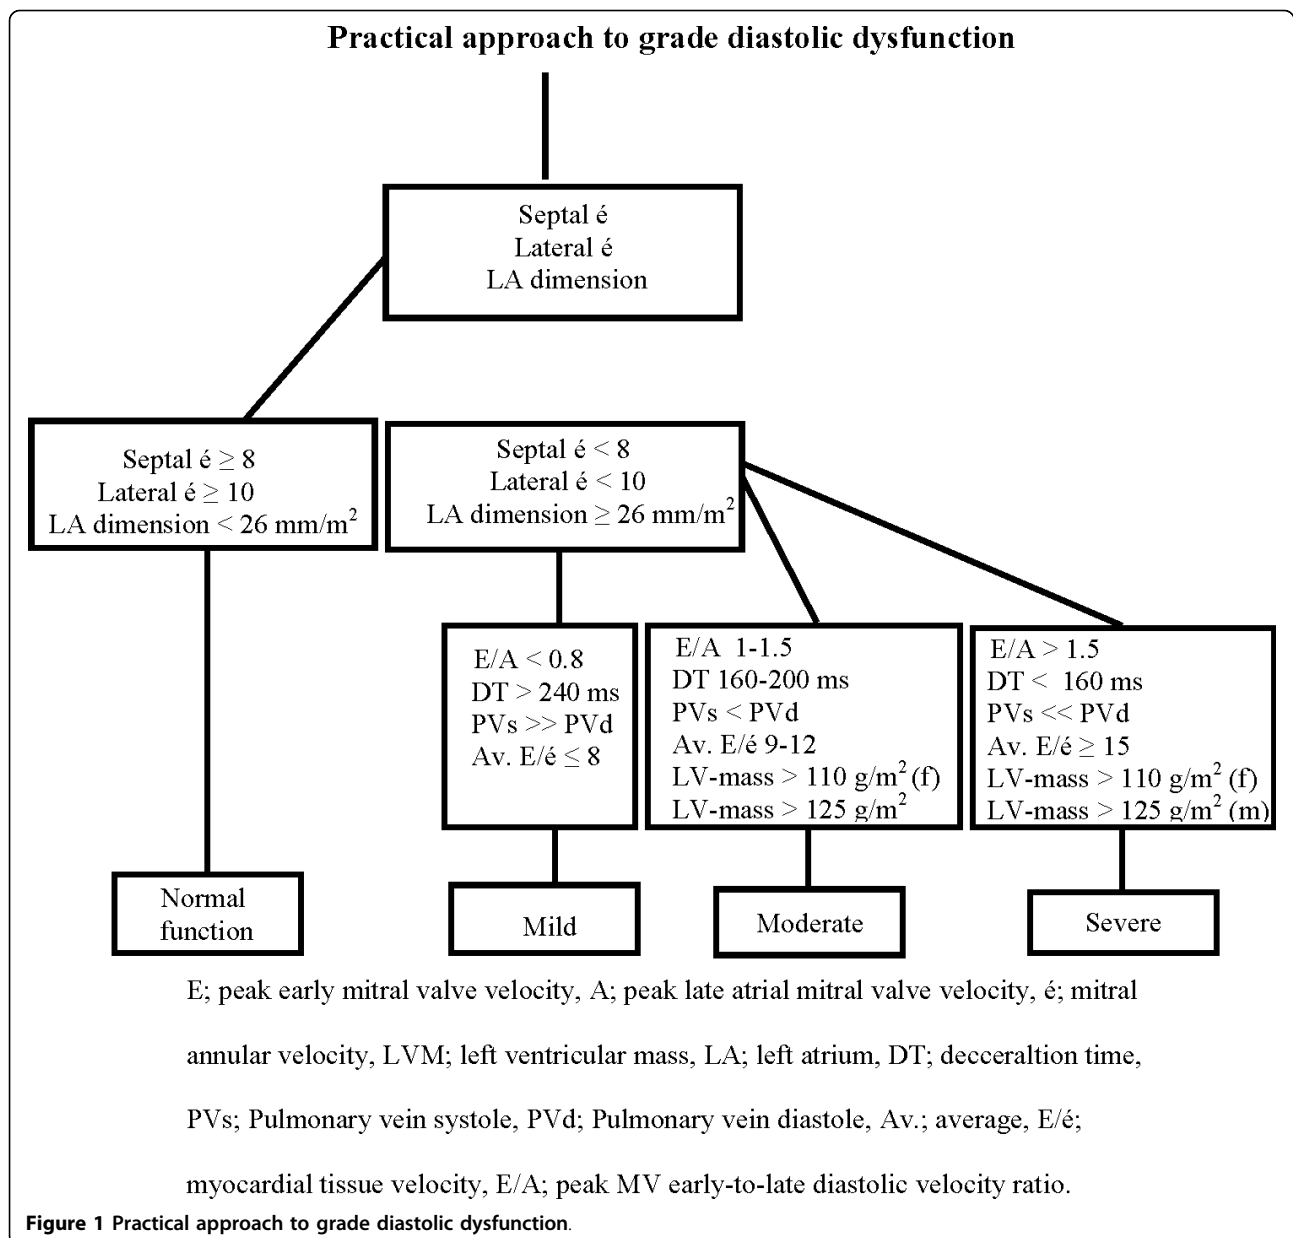 Practical approach to grade diastolic dysfunction
Septal é
Lateral é
LA dimension
Septal é ≥ 8
Lateral é ≥ 10
LA dimension < 26 mm/m²
Septal é < 8
Lateral é < 10
LA dimension ≥ 26 mm/m²
E/A < 0.8
DT > 240 ms
PVs >> PVd
Av. E/é ≤ 8
E/A 1-1.5
DT 160-200 ms
PVs < PVd
Av. E/é 9-12
LV-mass > 110 g/m² (f)
LV-mass > 125 g/m²
E/A > 1.5
DT < 160 ms
PVs << PVd
Av. E/é ≥ 15
LV-mass > 110 g/m² (f)
LV-mass > 125 g/m² (m)
Normal
function
Mild
Moderate
Severe
E; peak early mitral valve velocity, A; peak late atrial mitral valve velocity, é; mitral
annular velocity, LVM; left ventricular mass, LA; left atrium, DT; decceraltion time,
PVs; Pulmonary vein systole, PVd; Pulmonary vein diastole, Av.; average, E/é;
myocardial tissue velocity, E/A; peak MV early-to-late diastolic velocity ratio.
Figure 1 Practical approach to grade diastolic dysfunction.